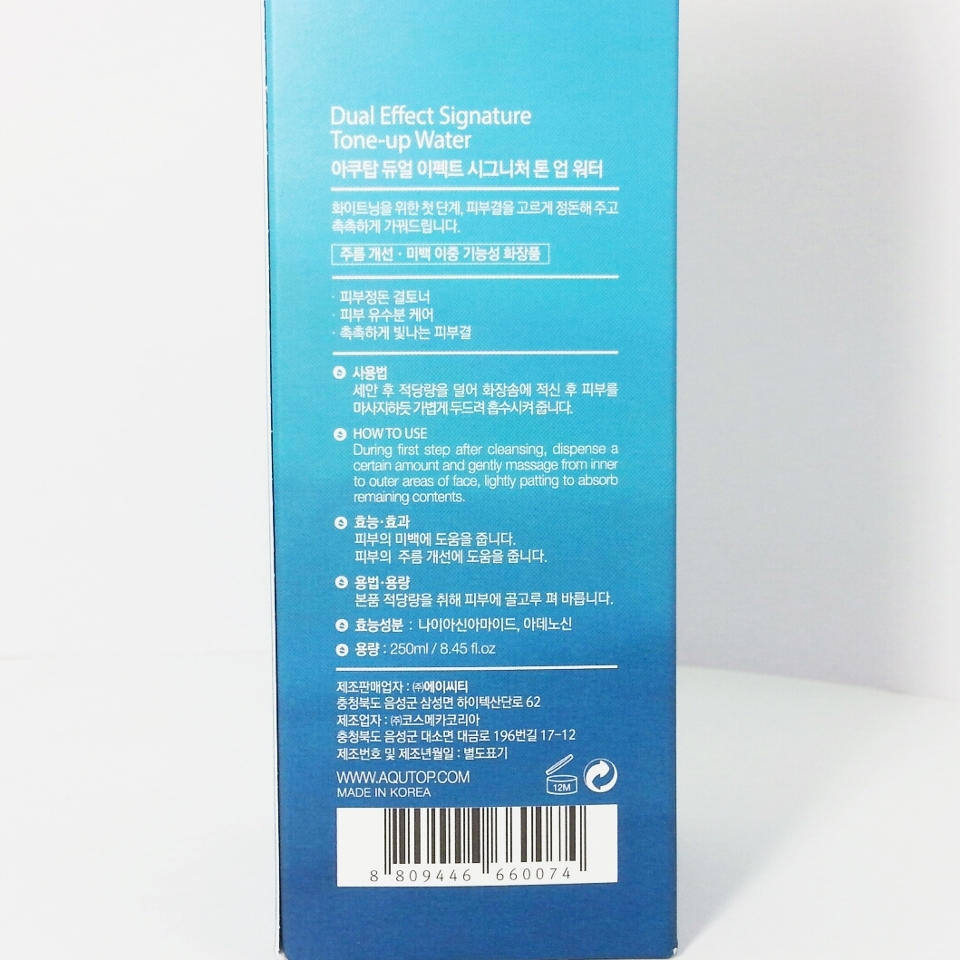 Dual Effect Signature
Tone-up Water
아쿠탑 듀얼 이펙트 시그니처 톤 업 워터
화이트닝을 위한 첫 단계, 피부결을 고르게 정돈해 주고
촉촉하게 가꿔드립니다.
주름 개선 · 미백 이중 기능성 화장품
· 피부정돈 결토너
· 피부 유수분 케어
· 촉촉하게 빛나는 피부결
사용법
세안 후 적당량을 덜어 화장솜에 적신 후 피부를
마사지하듯 가볍게 두드려 흡수시켜 줍니다.
HOW TO USE
During first step after cleansing, dispense a
certain amount and gently massage from inner
to outer areas of face, lightly patting to absorb
remaining contents.
효능·효과
피부의 미백에 도움을 줍니다.
피부의 주름 개선에 도움을 줍니다.
용법·용량
본품 적당량을 취해 피부에 골고루 펴 바릅니다.
효능성분 : 나이아신아마이드, 아데노신
용량 : 250ml / 8.45 fl.oz
제조판매업자 : ㈜에이씨티
충청북도 음성군 삼성면 하이텍산단로 62
제조업자 : ㈜코스메카코리아
충청북도 음성군 대소면 대금로 196번길 17-12
제조번호 및 제조년월일 : 별도표기
WWW.AQUTOP.COM
MADE IN KOREA
12M
8 809446 660074